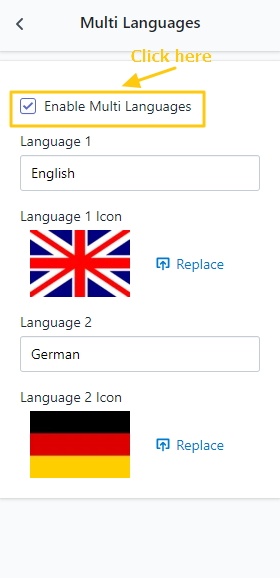 Multi Languages
Click here
Enable Multi Languages
Language 1
English
Language 1 Icon
Replace
Language 2
German
Language 2 Icon
Replace